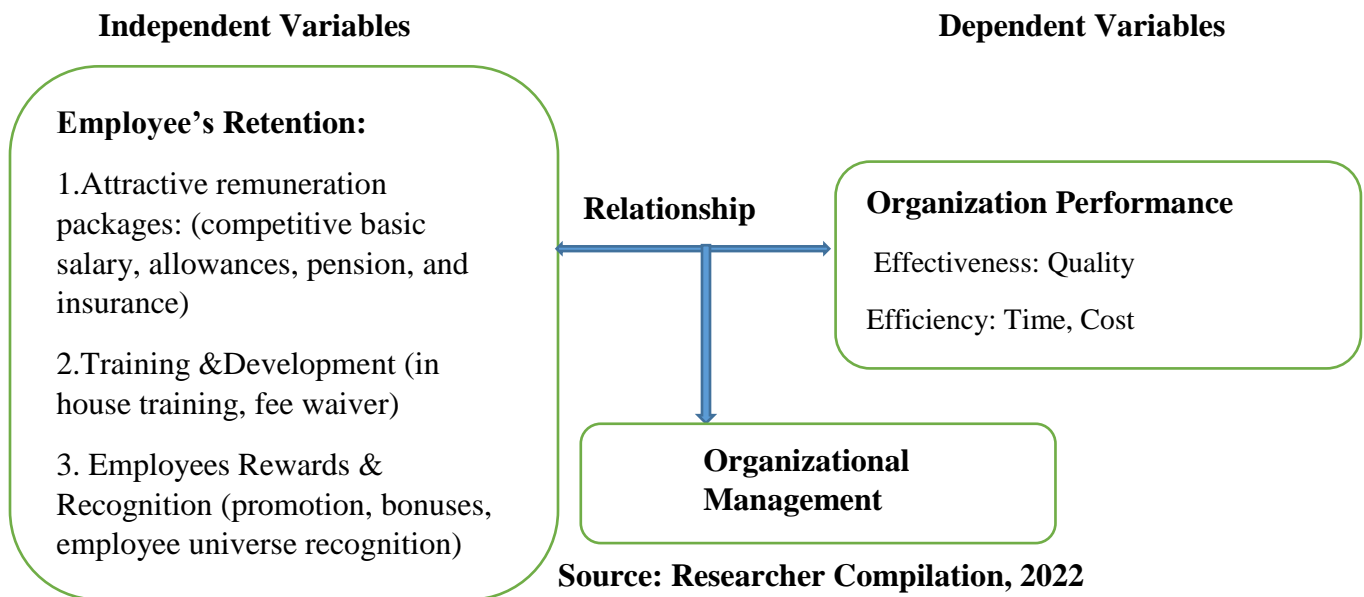 Independent Variables
Dependent Variables
Employee’s Retention:
1.Attractive remuneration
packages: (competitive basic
salary, allowances, pension, and
insurance)
2.Training &Development (in
house training, fee waiver)
3. Employees Rewards &
Recognition (promotion, bonuses,
employee universe recognition)
Relationship
Organization Performance
Effectiveness: Quality
Efficiency: Time, Cost
Organizational
Management
Source: Researcher Compilation, 2022